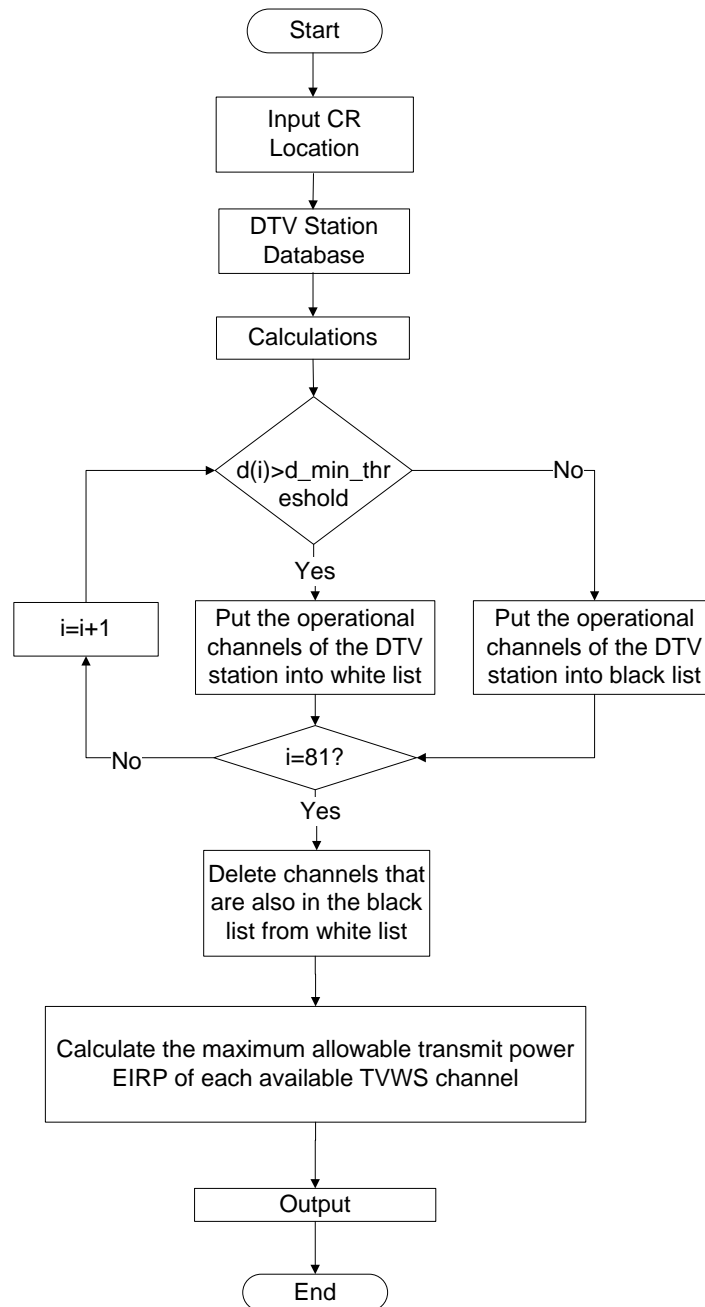 Start
Input CR
Location
DTV Station
Database
Calculations
d(i)>d_min_thr
eshold
No
Yes
i=i+1
Put the operational
channels of the DTV
station into white list
Put the operational
channels of the DTV
station into black list
i=81?
No
Yes
Delete channels that
are also in the black
list from white list
Calculate the maximum allowable transmit power
EIRP of each available TVWS channel
Output
End